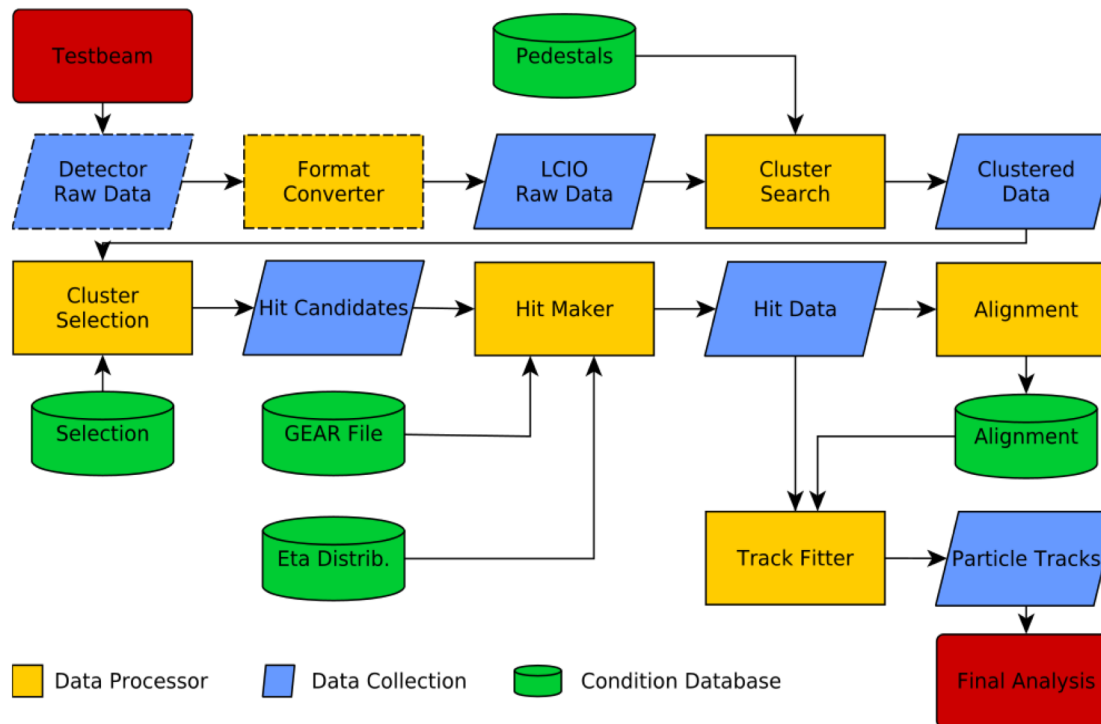 Testbeam
Pedestals
Detector
Raw Data
Format
Converter
LCIO
Raw Data
Cluster
Search
Clustered
Data
Cluster
Selection
Hit Candidates
Hit Maker
Hit Data
Alignment
Selection
GEAR File
Alignment
Eta Distrib.
Track Fitter
Particle Tracks
Data Processor
Data Collection
Condition Database
Final Analysis